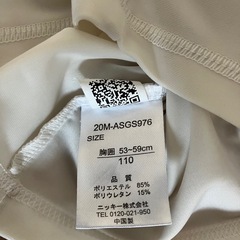 20M-ASGS976
SIZE
胸囲 53~59cm
110
品質
ポリエステル 85%
ポリウレタン 15%
ニッキー株式会社
TEL 0120-021-950
中国製